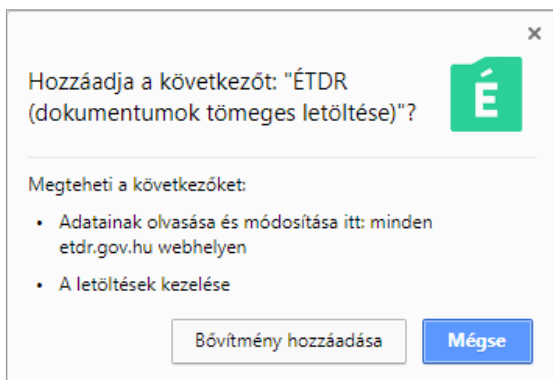 Hozzáadja a következőt: "ÉTDR
(dokumentumok tömeges letöltése)"?
É
Megteheti a következőket:
• Adatainak olvasása és módosítása itt: minden
etdr.gov.hu webhelyen
• A letöltések kezelése
Bővítmény hozzáadása
Mégse